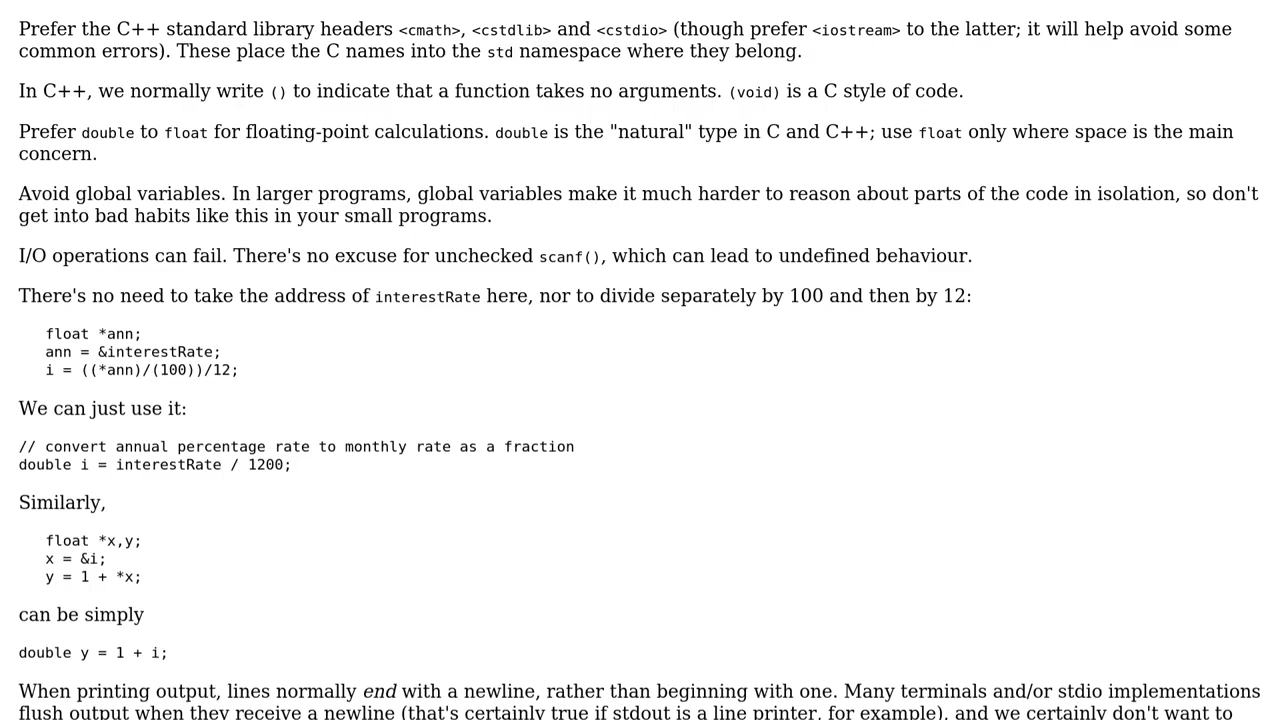 Prefer the C++ standard library headers <cmath>, <cstdlib> and <cstdio> (though prefer <iostream> to the latter; it will help avoid some
common errors). These place the C names into the std namespace where they belong.
In C++, we normally write () to indicate that a function takes no arguments. (void) is a C style of code.
Prefer double to float for floating-point calculations. double is the "natural" type in C and C++; use float only where space is the main
concern.
Avoid global variables. In larger programs, global variables make it much harder to reason about parts of the code in isolation, so don't
get into bad habits like this in your small programs.
I/O operations can fail. There's no excuse for unchecked scanf(), which can lead to undefined behaviour.
There's no need to take the address of interestRate here, nor to divide separately by 100 and then by 12:
float *ann;
ann = &interestRate;
i = ((*ann)/(100))/12;
We can just use it:
// convert annual percentage rate to monthly rate as a fraction
double i = interestRate / 1200;
Similarly,
float *x,y;
x = &i;
y = 1 + *x;
can be simply
double y = 1 + i;
When printing output, lines normally end with a newline, rather than beginning with one. Many terminals and/or stdio implementations
flush output when they receive a newline (that's certainly true if stdout is a line printer, for example), and we certainly don't want to